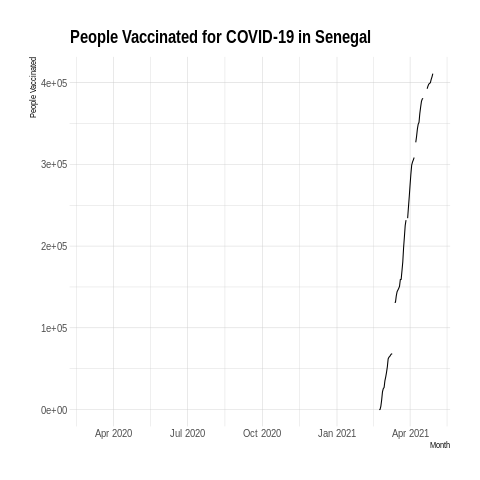 People Vaccinated for COVID-19 in Senegal
People Vaccinated
4e+05
3e+05
2e+05
1e+05
0e+00
Apr 2020 Jul 2020 Oct 2020 Jan 2021 Apr 2021
Month